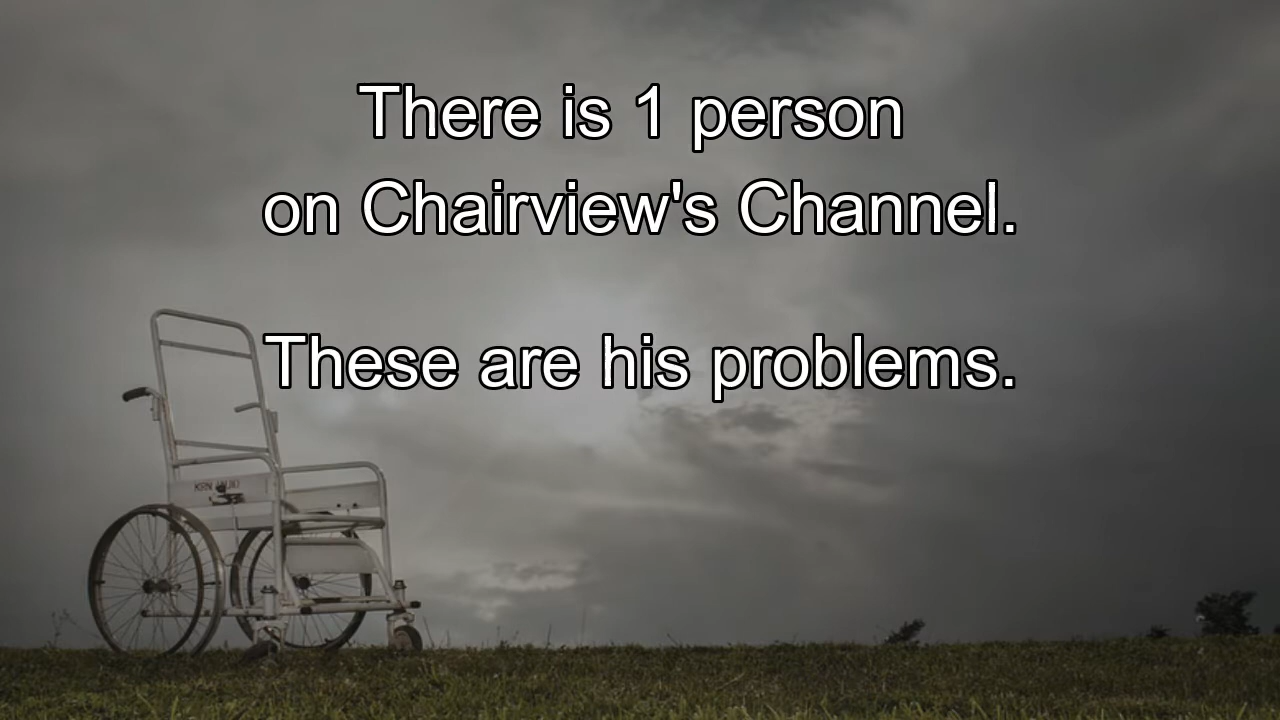 There is 1 person
on Chairview's Channel.
These are his problems.